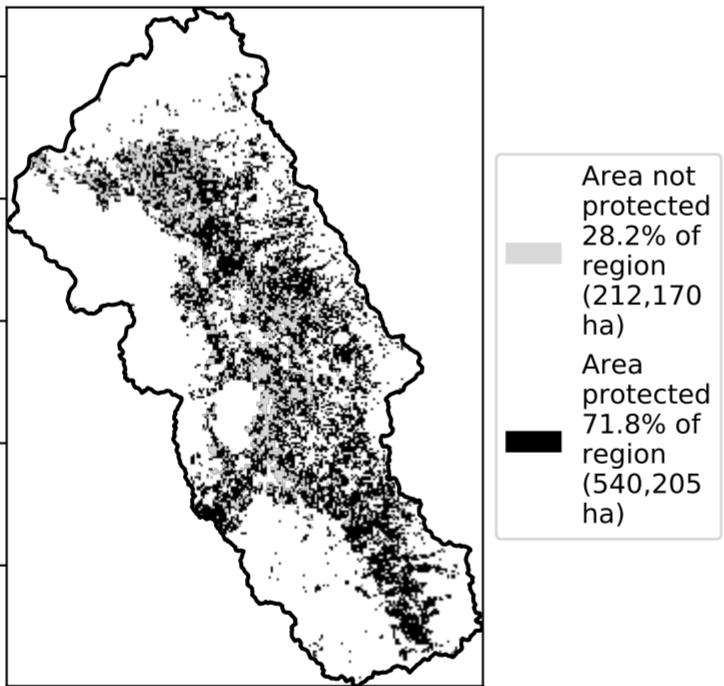 Area not
protected
28.2% of
region
(212,170
ha)
Area
protected
71.8% of
region
(540,205
ha)